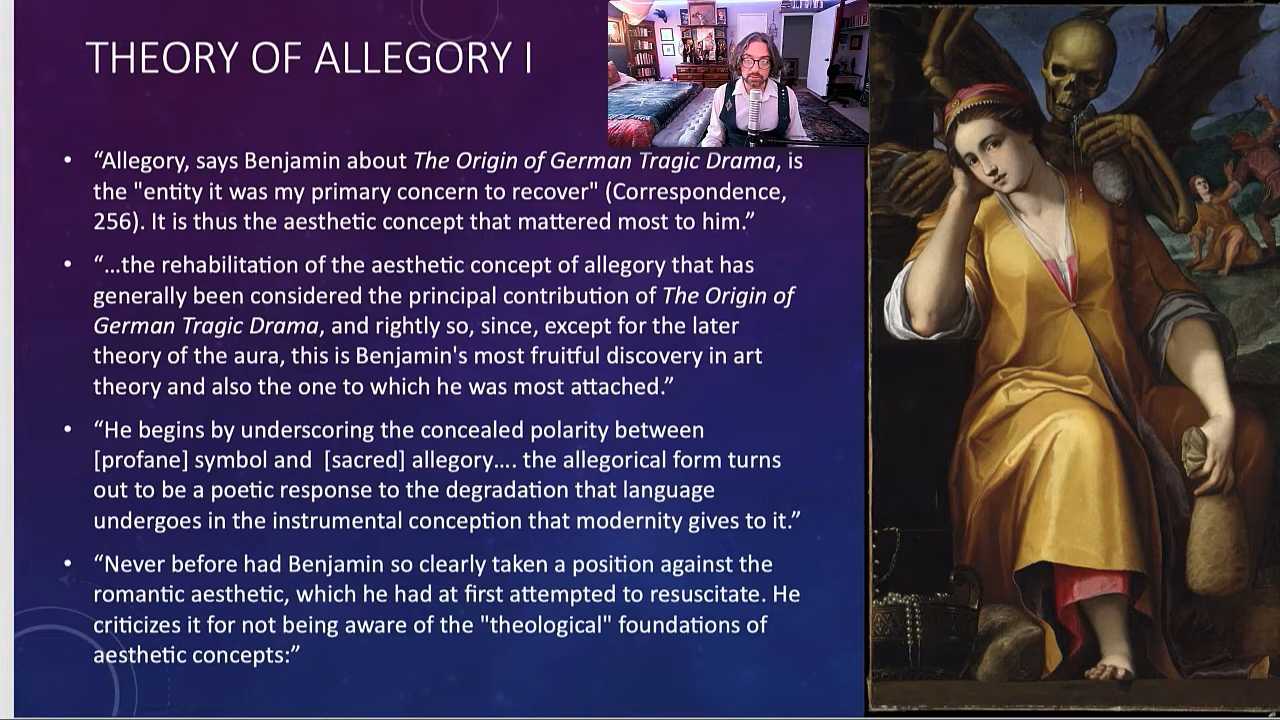 THEORY OF ALLEGORY I
• “Allegory, says Benjamin about The Origin of German Tragic Drama, is
the "entity it was my primary concern to recover" (Correspondence,
256). It is thus the aesthetic concept that mattered most to him.”
• “…the rehabilitation of the aesthetic concept of allegory that has
generally been considered the principal contribution of The Origin of
German Tragic Drama, and rightly so, since, except for the later
theory of the aura, this is Benjamin's most fruitful discovery in art
theory and also the one to which he was most attached.”
• “He begins by underscoring the concealed polarity between
[profane] symbol and  [sacred] allegory…. the allegorical form turns
out to be a poetic response to the degradation that language
undergoes in the instrumental conception that modernity gives to it.”
• “Never before had Benjamin so clearly taken a position against the
romantic aesthetic, which he had at first attempted to resuscitate. He
criticizes it for not being aware of the "theological" foundations of
aesthetic concepts:”